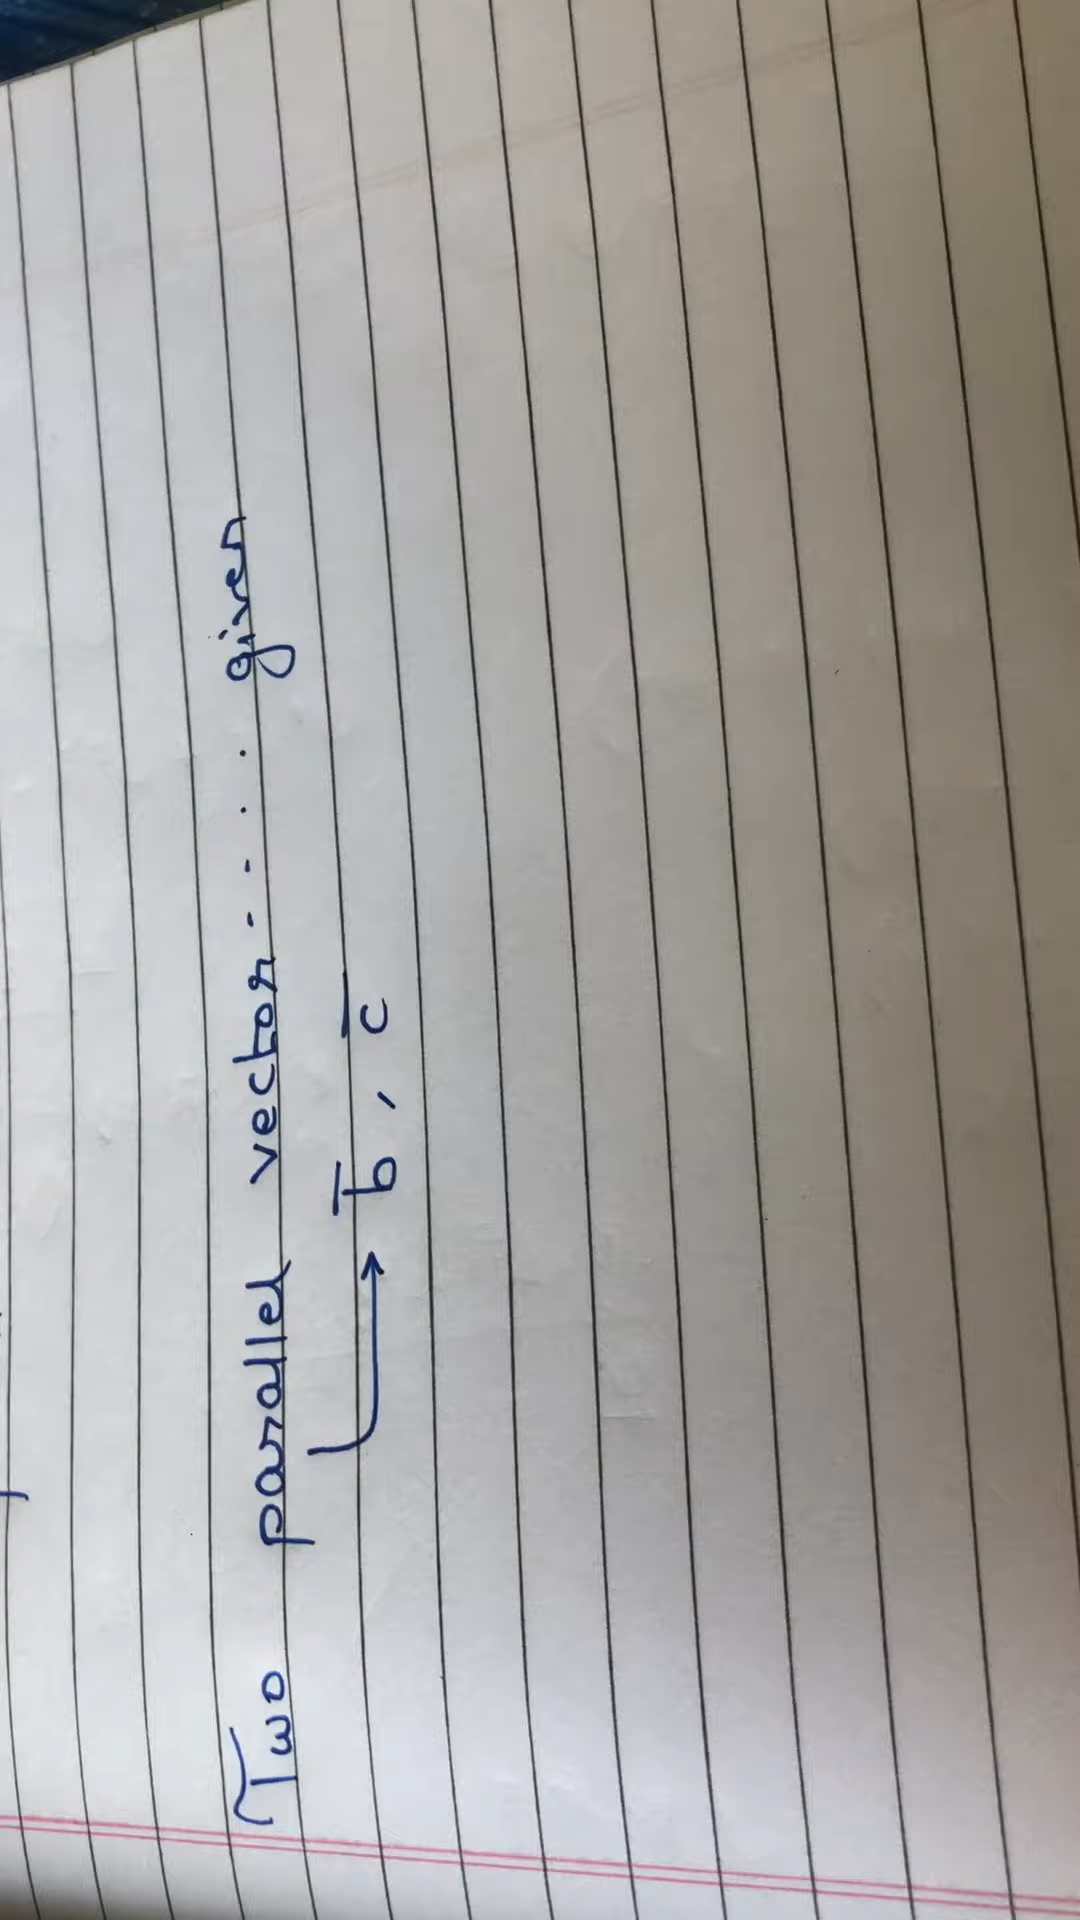 Two parallel vector - - . . . given
b̅ , c̅